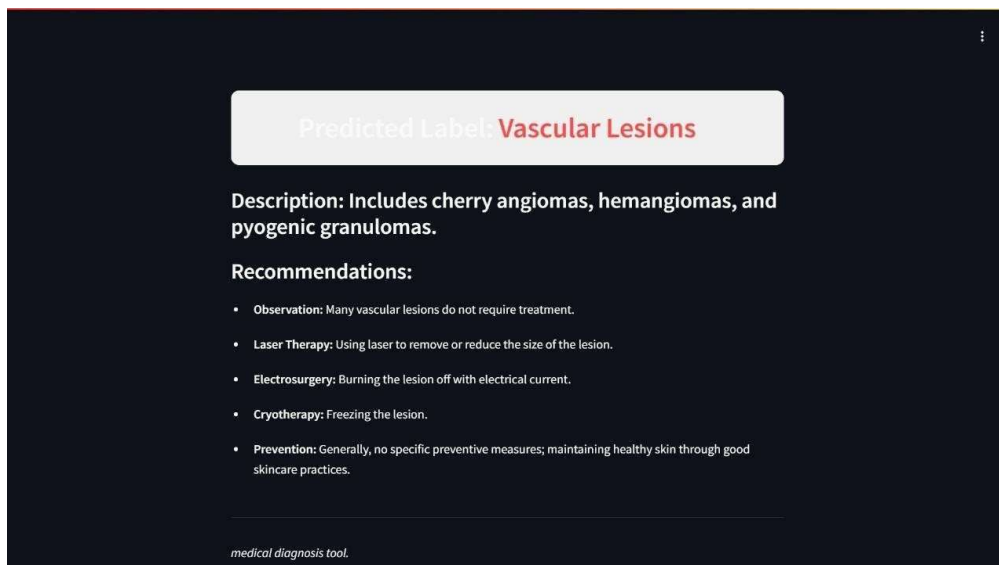 Predicted Label: Vascular Lesions
Description: Includes cherry angiomas, hemangiomas, and
pyogenic granulomas.
Recommendations:
• Observation: Many vascular lesions do not require treatment.
• Laser Therapy: Using laser to remove or reduce the size of the lesion.
• Electrosurgery: Burning the lesion off with electrical current.
• Cryotherapy: Freezing the lesion.
• Prevention: Generally, no specific preventive measures; maintaining healthy skin through good
skincare practices.
medical diagnosis tool.